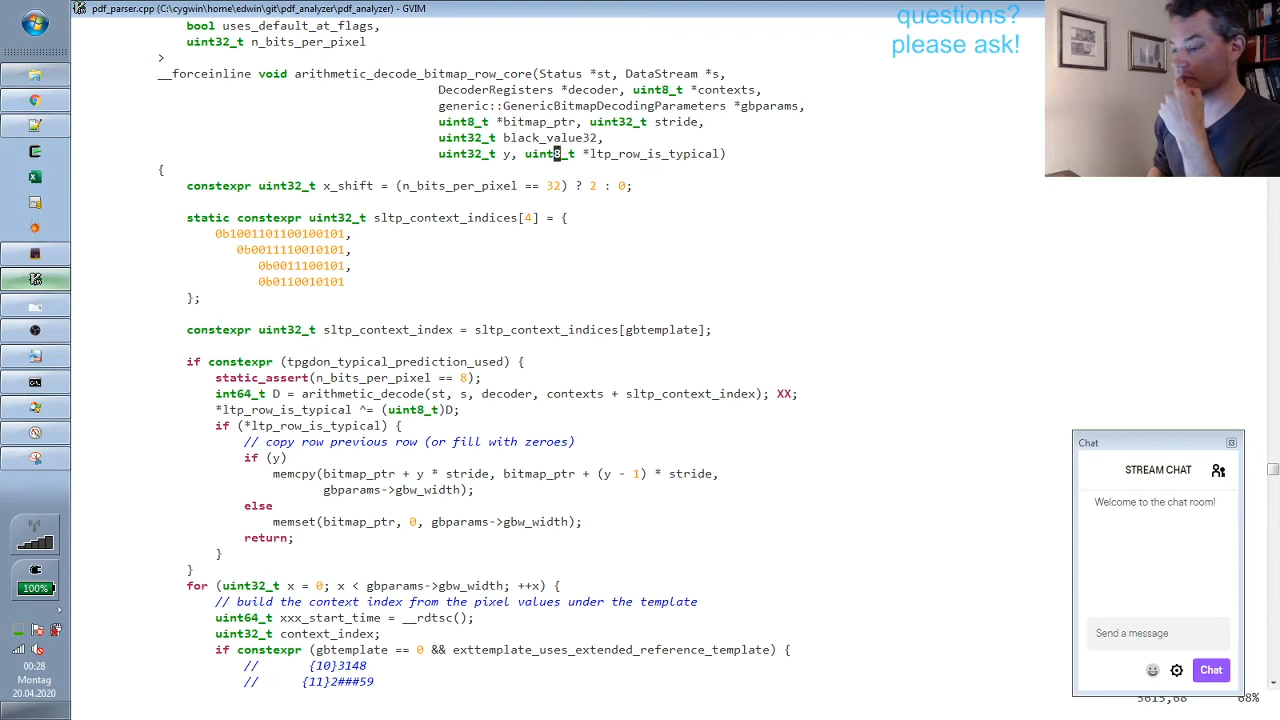 pdf_parser.cpp (C:\cygwin\home\edwin\git\pdf_analyzer\pdf_analyzer) - GVIM
bool uses_default_at_flags,
uint32_t n_bits_per_pixel
>
__forceinline void arithmetic_decode_bitmap_row_core(Status *st, DataStream *s,
DecoderRegisters *decoder, uint8_t *contexts,
generic::GenericBitmapDecodingParameters *gbparams,
uint8_t *bitmap_ptr, uint32_t stride,
uint32_t black_value32,
uint32_t y, uint8_t *ltp_row_is_typical)
{
constexpr uint32_t x_shift = (n_bits_per_pixel == 32) ? 2 : 0;
static constexpr uint32_t sltp_context_indices[4] = {
0b1001101100100101,
0b0011110010101,
0b0011100101,
0b0110010101
};
constexpr uint32_t sltp_context_index = sltp_context_indices[gbtemplate];
if constexpr (tpgdon_typical_prediction_used) {
static_assert(n_bits_per_pixel == 8);
int64_t D = arithmetic_decode(st, s, decoder, contexts + sltp_context_index); XX;
*ltp_row_is_typical ^= (uint8_t)D;
if (*ltp_row_is_typical) {
// copy row previous row (or fill with zeroes)
if (y)
memcpy(bitmap_ptr + y * stride, bitmap_ptr + (y - 1) * stride,
gbparams->gbw_width);
else
memset(bitmap_ptr, 0, gbparams->gbw_width);
return;
}
}
for (uint32_t x = 0; x < gbparams->gbw_width; ++x) {
// build the context index from the pixel values under the template
uint64_t xxx_start_time = __rdtsc();
uint32_t context_index;
if constexpr (gbtemplate == 0 && exttemplate_uses_extended_reference_template) {
// {10}3148
// {11}2###59
questions?
please ask!
Chat
STREAM CHAT
Welcome to the chat room!
Send a message
Chat
5615,68 68%
100%
00:28
Montag
20.04.2020